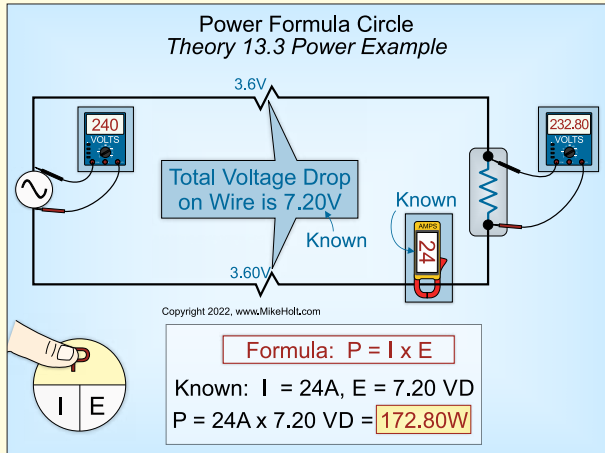 Power Formula Circle
Theory 13.3 Power Example
3.6V
240
VOLTS
232.80
VOLTS
Total Voltage Drop
on Wire is 7.20V
Known
Known
AMPS
24
3.60V
Copyright 2022, www.MikeHolt.com
P
I E
Formula: P = I x E
Known: I = 24A, E = 7.20 VD
P = 24A x 7.20 VD = 172.80W